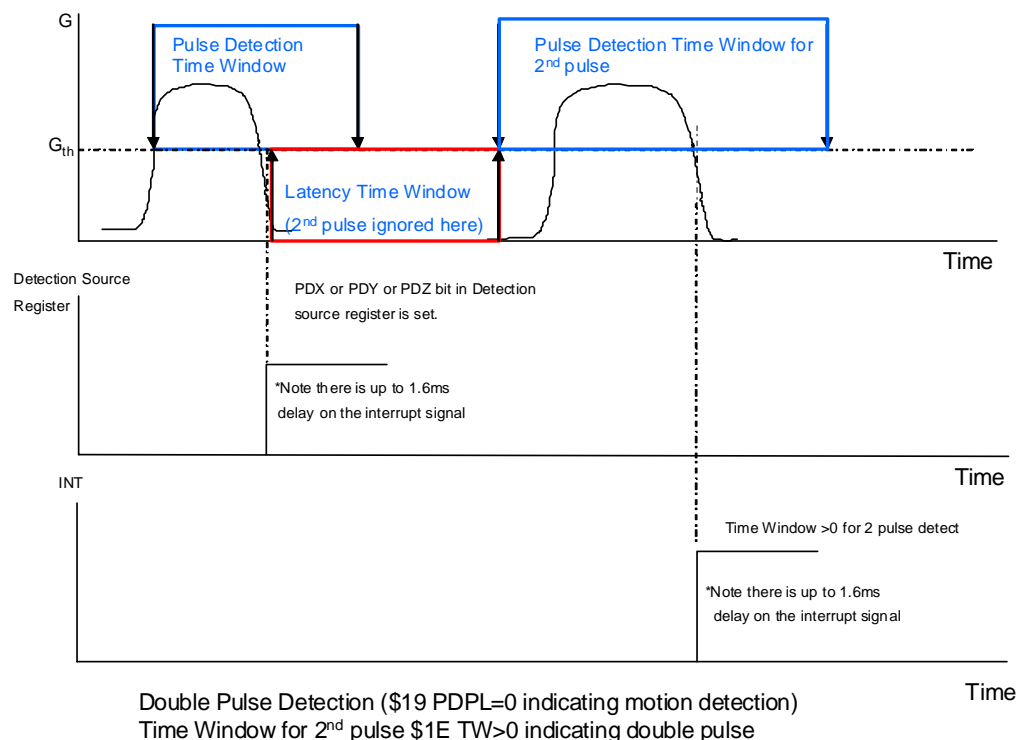 G
Pulse Detection
Time Window
Pulse Detection Time Window for
2nd pulse
Gth
Latency Time Window
(2nd pulse ignored here)
Time
Detection Source
Register
PDX or PDY or PDZ bit in Detection
source register is set.
*Note there is up to 1.6ms
delay on the interrupt signal
Time
INT
Time Window >0 for 2 pulse detect
*Note there is up to 1.6ms
delay on the interrupt signal
Time
Double Pulse Detection ($19 PDPL=0 indicating motion detection)
Time Window for 2nd pulse $1E TW>0 indicating double pulse